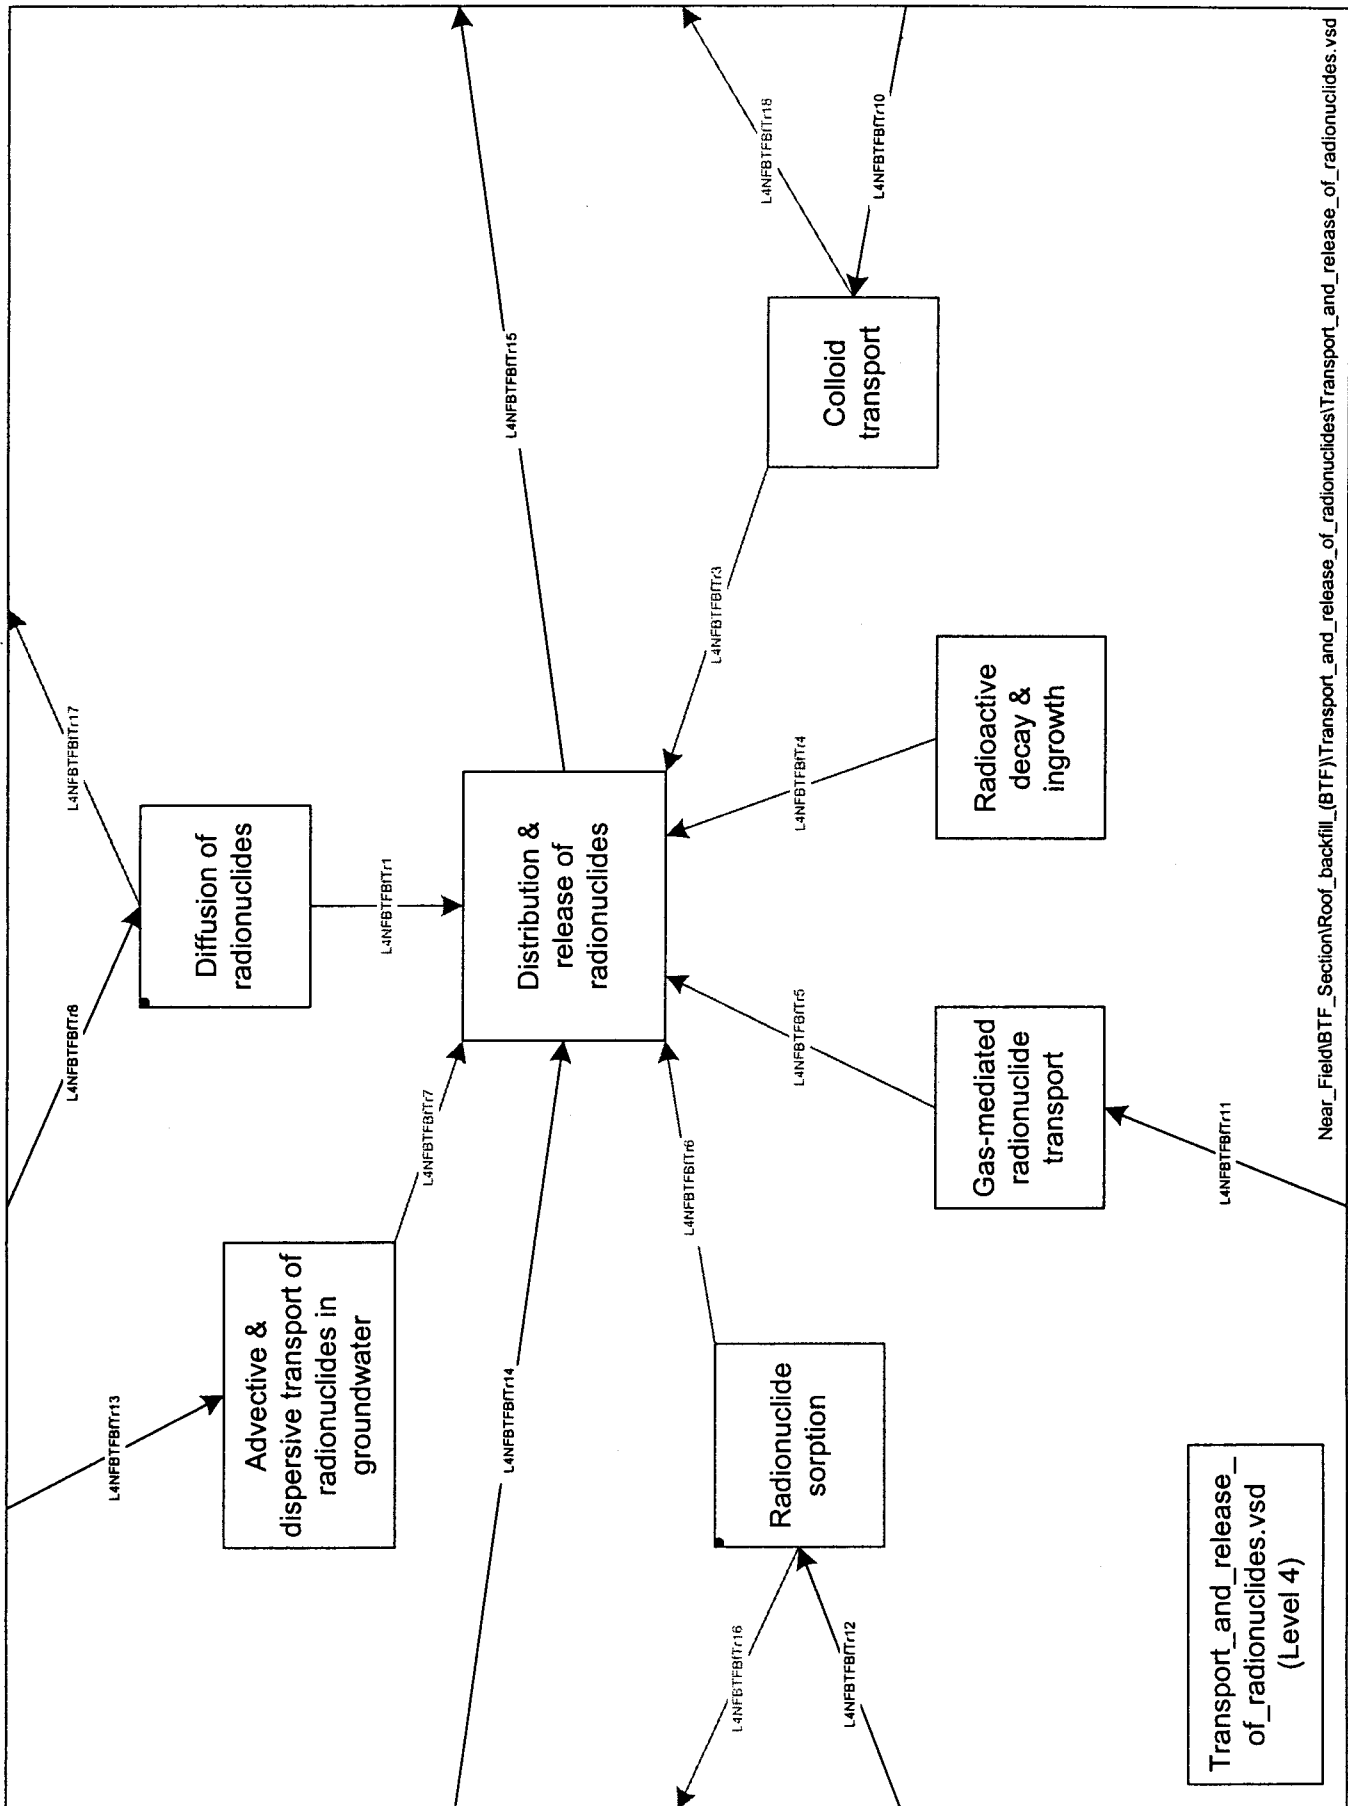 L4NFBTFBfTr8
L4NFBTFBfTr17
L4NFBTFBfTr13
Diffusion of
radionuclides
Advective &
dispersive transport of
radionuclides in
groundwater
L4NFBTFBfTr1
L4NFBTFBfTr7
L4NFBTFBfTr14
L4NFBTFBfTr15
Distribution &
release of
radionuclides
L4NFBTFBfTr6
L4NFBTFBfTr3
L4NFBTFBfTr16
L4NFBTFBfTr18
Radionuclide
sorption
L4NFBTFBfTr5
L4NFBTFBfTr4
Colloid
transport
L4NFBTFBfTr12
L4NFBTFBfTr10
Gas-mediated
radionuclide
transport
Radioactive
decay &
ingrowth
L4NFBTFBfTr11
Transport_and_release_
of_radionuclides.vsd
(Level 4)
Near_Field\BTF_Section\Roof_backfill_(BTF)\Transport_and_release_of_radionuclides\Transport_and_release_of_radionuclides.vsd